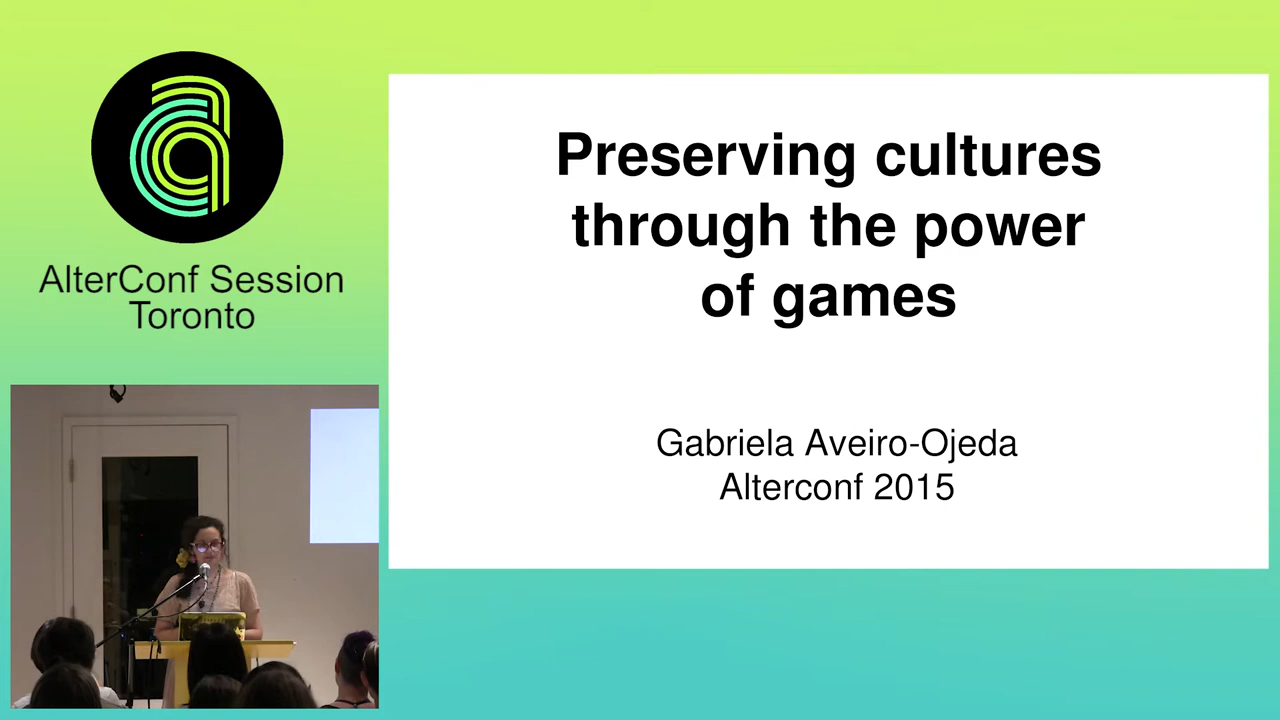 AlterConf Session
Toronto
Preserving cultures
through the power
of games
Gabriela Aveiro-Ojeda
Alterconf 2015